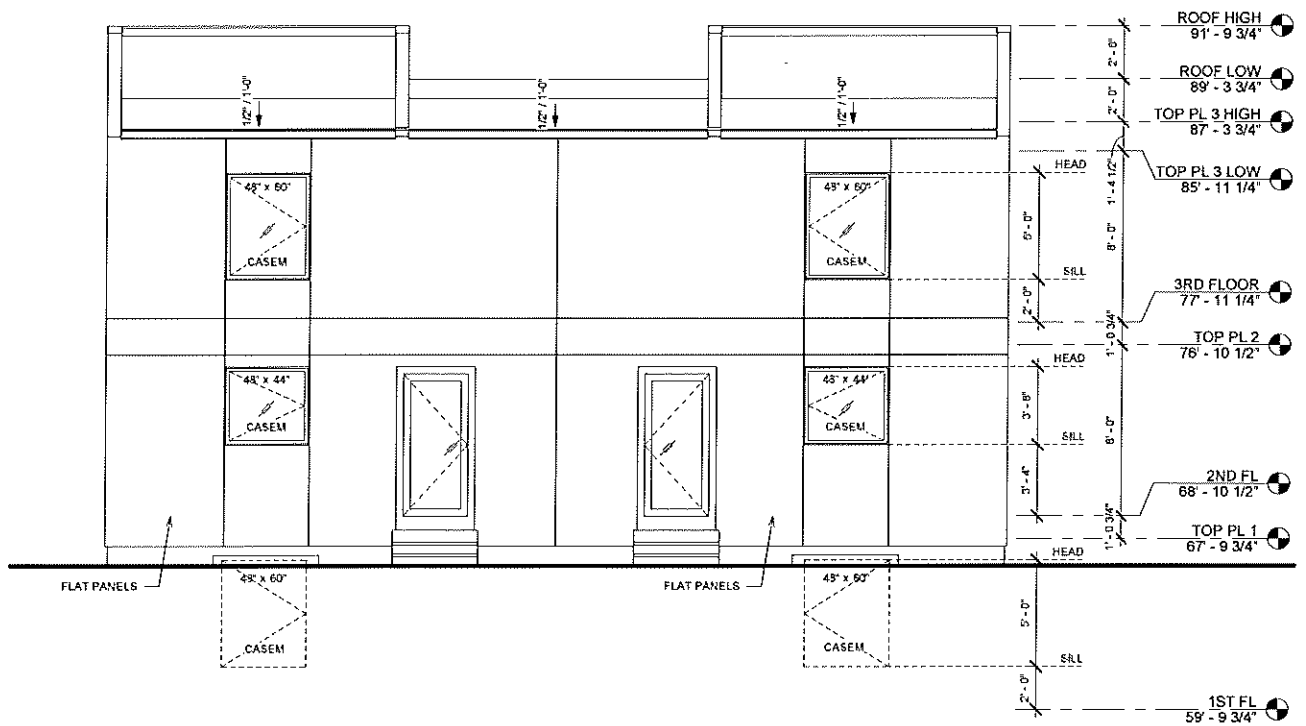 ROOF HIGH
91' - 9 3/4"
2' - 6"
ROOF LOW
89' - 3 3/4"
2' - 0"
TOP PL 3 HIGH
87' - 3 3/4"
1/2" / 1'-0"
1/2" / 1'-0"
1/2" / 1'-0"
1' - 4 1/2"
TOP PL 3 LOW
85' - 11 1/4"
HEAD
48" x 60"
CASEM
48" x 60"
CASEM
5' - 0"
8' - 0"
SILL
2' - 0"
3RD FLOOR
77' - 11 1/4"
1' - 0 3/4"
TOP PL 2
76' - 10 1/2"
HEAD
48" x 44"
CASEM
48" x 44"
CASEM
3' - 8"
8' - 0"
SILL
3' - 4"
2ND FL
68' - 10 1/2"
1' - 0 3/4"
TOP PL 1
67' - 9 3/4"
HEAD
FLAT PANELS
FLAT PANELS
48" x 60"
CASEM
48" x 60"
CASEM
5' - 0"
SILL
2' - 0"
1ST FL
59' - 9 3/4"